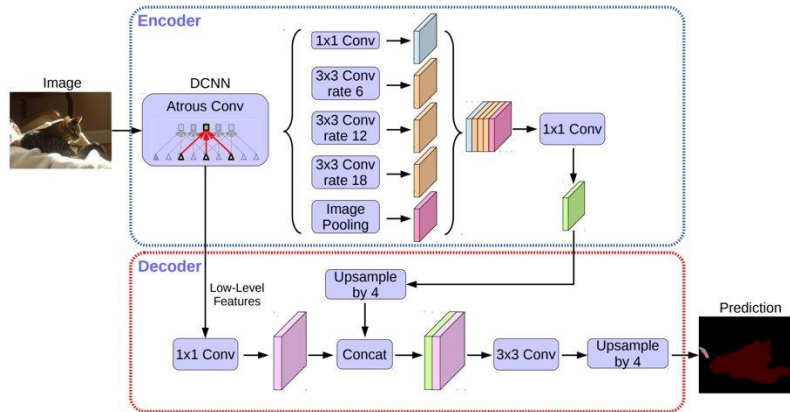 Encoder
Image
DCNN
Atrous Conv
1x1 Conv
3x3 Conv
rate 6
3x3 Conv
rate 12
3x3 Conv
rate 18
Image
Pooling
1x1 Conv
Decoder
Low-Level
Features
Upsample
by 4
1x1 Conv
Concat
3x3 Conv
Upsample
by 4
Prediction